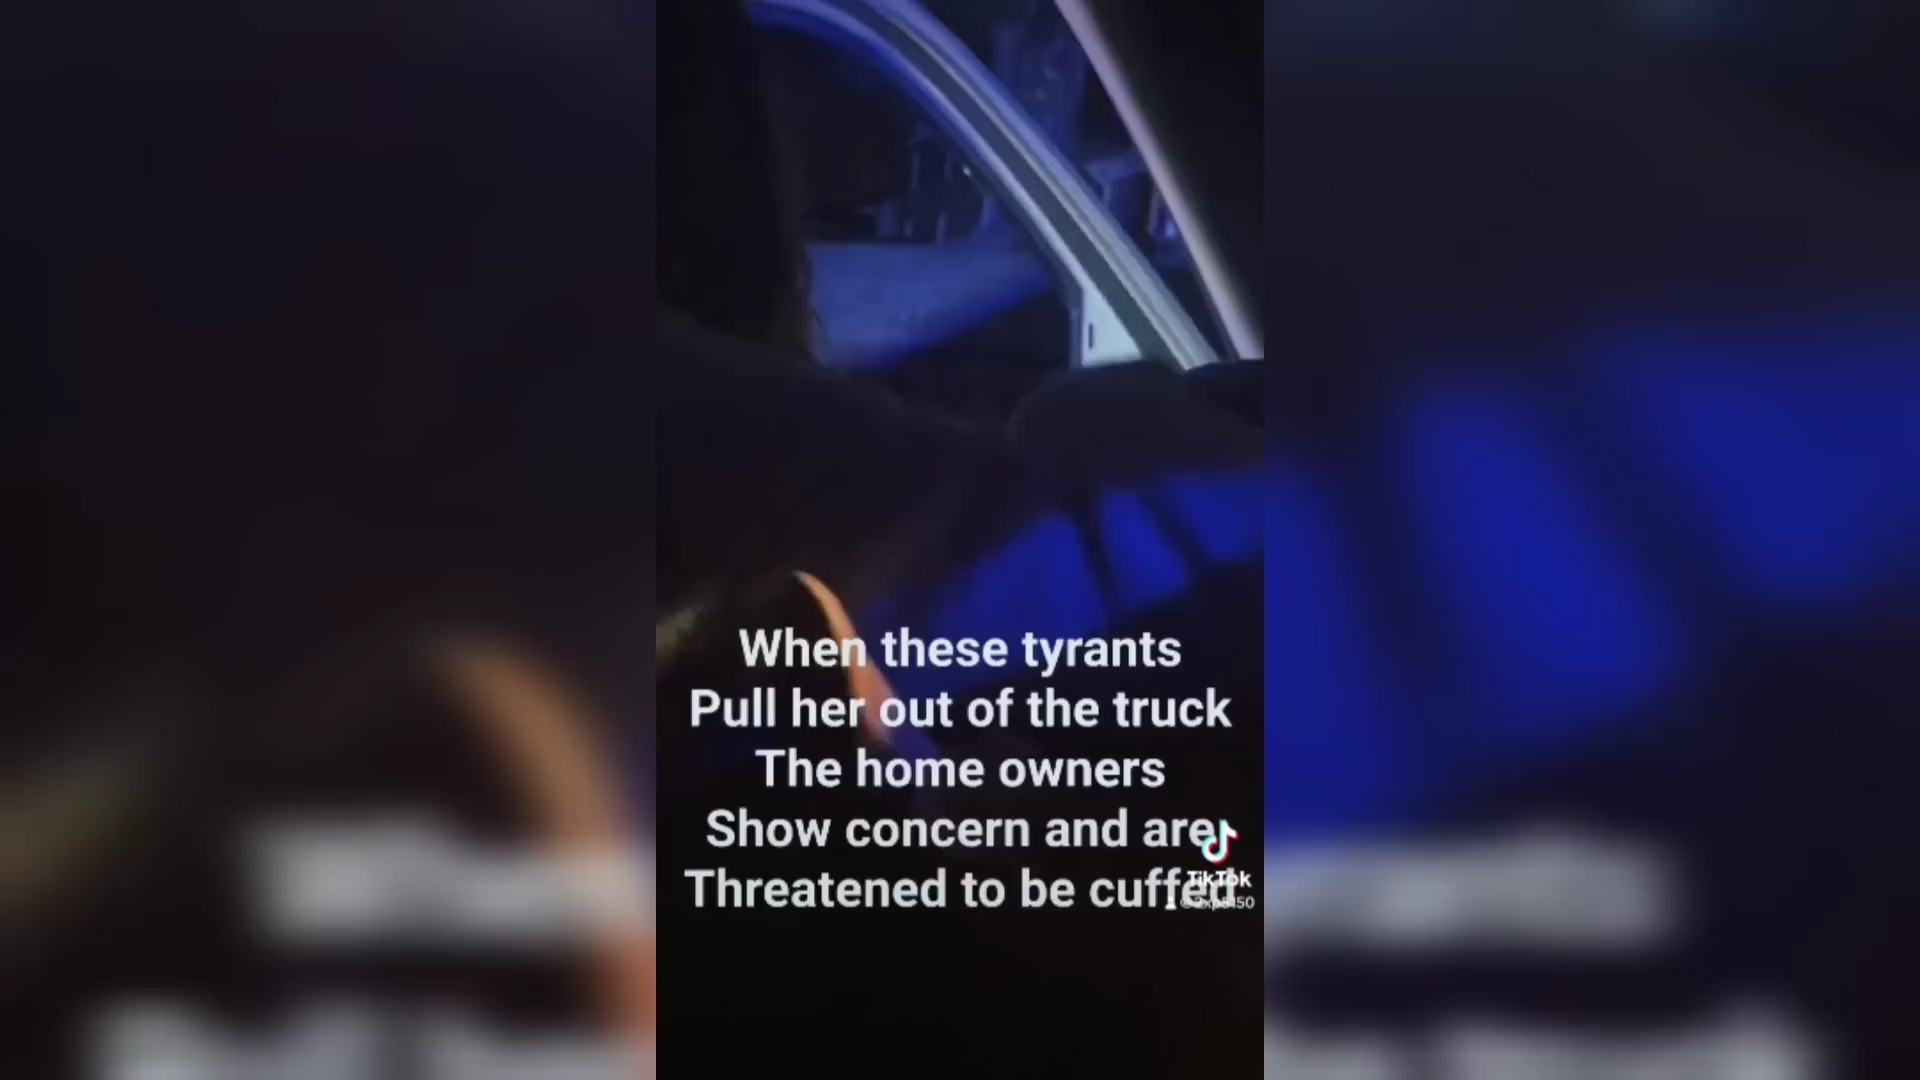 When these tyrants
Pull her out of the truck
The home owners
Show concern and are
Threatened to be cuffed
TikTok